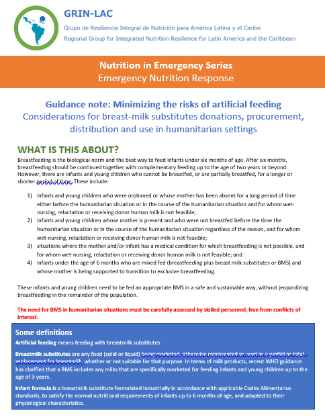 GRIN-LAC
Grupo de Resiliencia Integral de Nutrición para América Latina y el Caribe
Regional Group for Integrated Nutrition Resilience for Latin America and the Caribbean
Nutrition in Emergency Series
Emergency Nutrition Response
Guidance note: Minimizing the risks of artificial feeding
Considerations for breast-milk substitutes donations, procurement,
distribution and use in humanitarian settings
WHAT IS THIS ABOUT?
Breastfeeding is the biological norm and the best way to feed infants under six months of age. After six months,
breastfeeding should be continued together with complementary feeding up to the age of two years or beyond.
However, there are infants and young children who cannot be breastfed, or are partially breastfed, for a longer or
shorter These include:
1) infants and young children who were orphaned or whose mother has been absent for a long period of time
either before the humanitarian situation or in the course of the humanitarian situation and for whom wet-
nursing, relactation or receiving donor human milk is not feasible;
2) infants and young children whose mother is present and who were not breastfed before the time the
humanitarian situation or in the course of the humanitarian situation regardless of the reason, and for whom
wet-nursing, relactation or receiving donor human milk is not feasible;
3) situations where the mother and/or infant has a medical condition for which breastfeeding is not possible, and
for whom wet-nursing, relactation or receiving donor human milk is not feasible; and
4) infants under the age of 6 months who are mixed fed (breastfeeding plus breast milk substitutes or BMS) and
whose mother is being supported to transition to exclusive breastfeeding.
These infants and young children need to be fed an appropriate BMS in a safe and sustainable way, without jeopardizing
breastfeeding in the remainder of the population.
The need for BMS in humanitarian situations must be carefully assessed by skilled personnel, free from conflicts of
interest.
Some definitions
Artificial feeding means feeding with breastmilk substitutes
Breastmilk substitutes are any food (solid or liquid) being marketed, otherwise represented or used as a partial or total
replacement for breastmilk, whether or not suitable for that purpose. In terms of milk products, recent WHO guidance
has clarified that a BMS includes any milks that are specifically marketed for feeding infants and young children up to the
age of 3 years.
Infant formula is a breastmilk substitute formulated industrially in accordance with applicable Codex Alimentarius
standards, to satisfy the normal nutritional requirements of infants up to 6 months of age, and adapted to their
physiological characteristics.